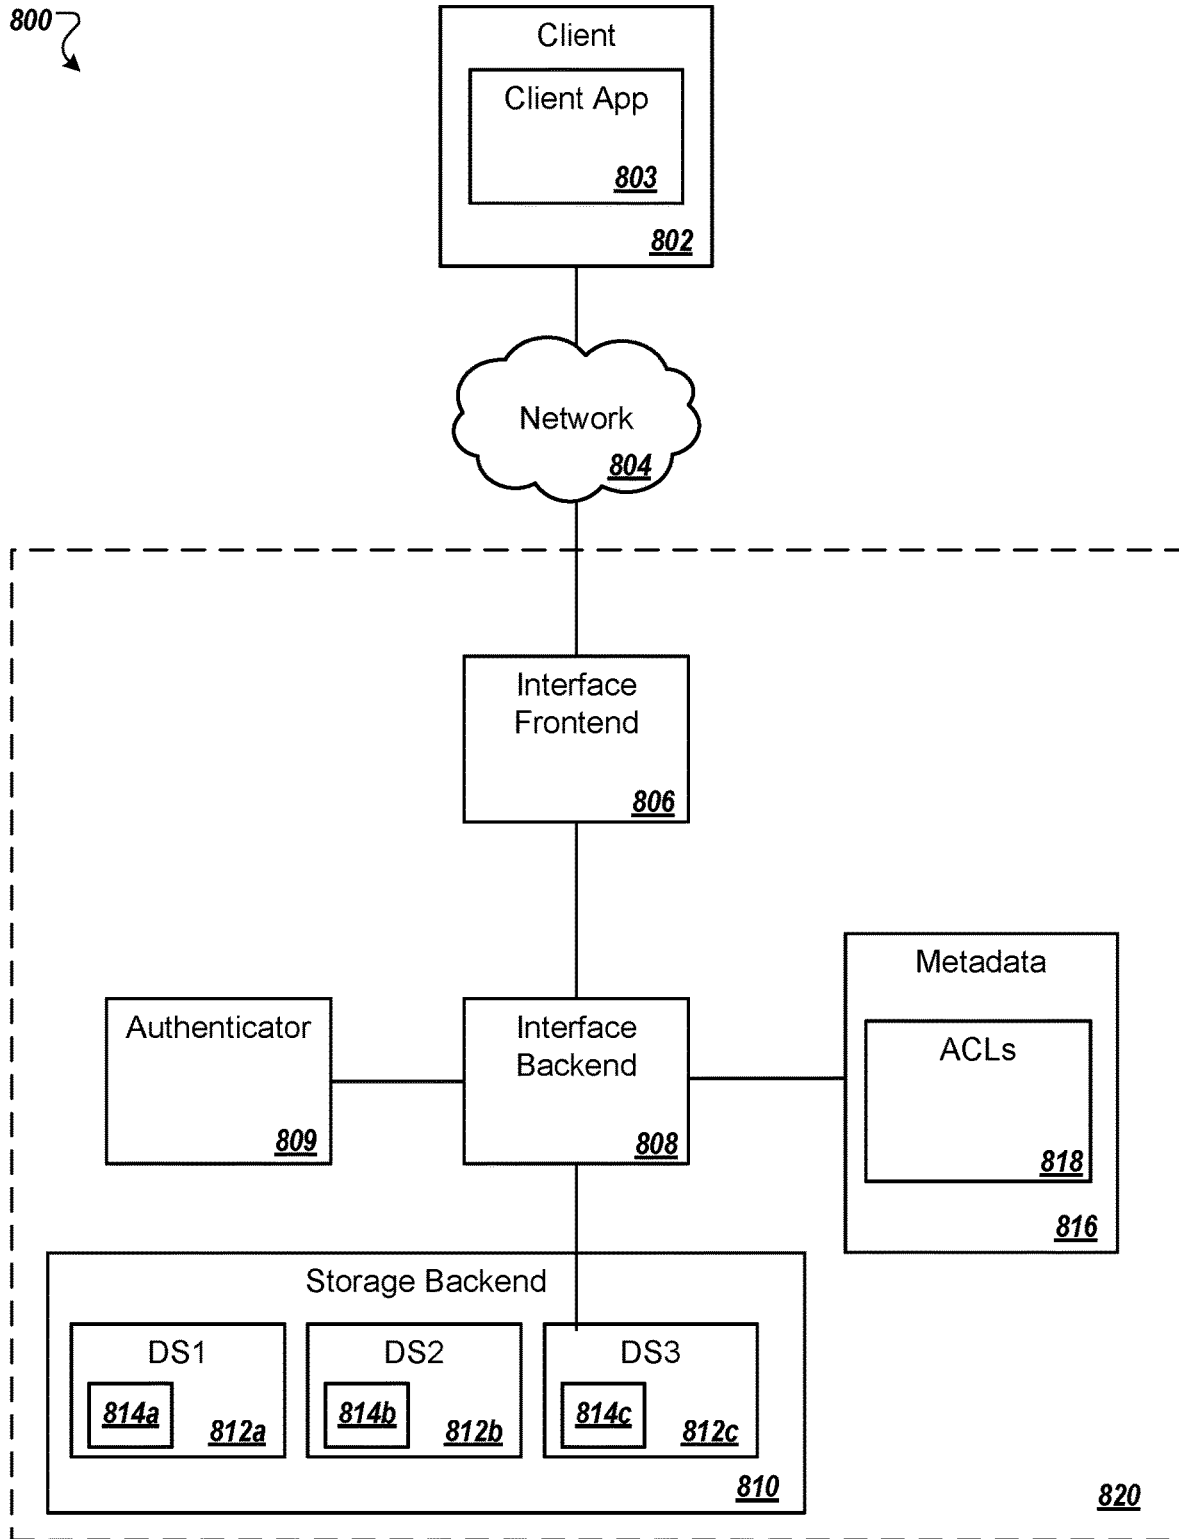 800
Client
Client App
803
802
Network
804
Interface
Frontend
806
Metadata
Authenticator
Interface
Backend
ACLs
809
808
818
816
Storage Backend
DS1
DS2
DS3
814a
812a
814b
812b
814c
812c
810
820